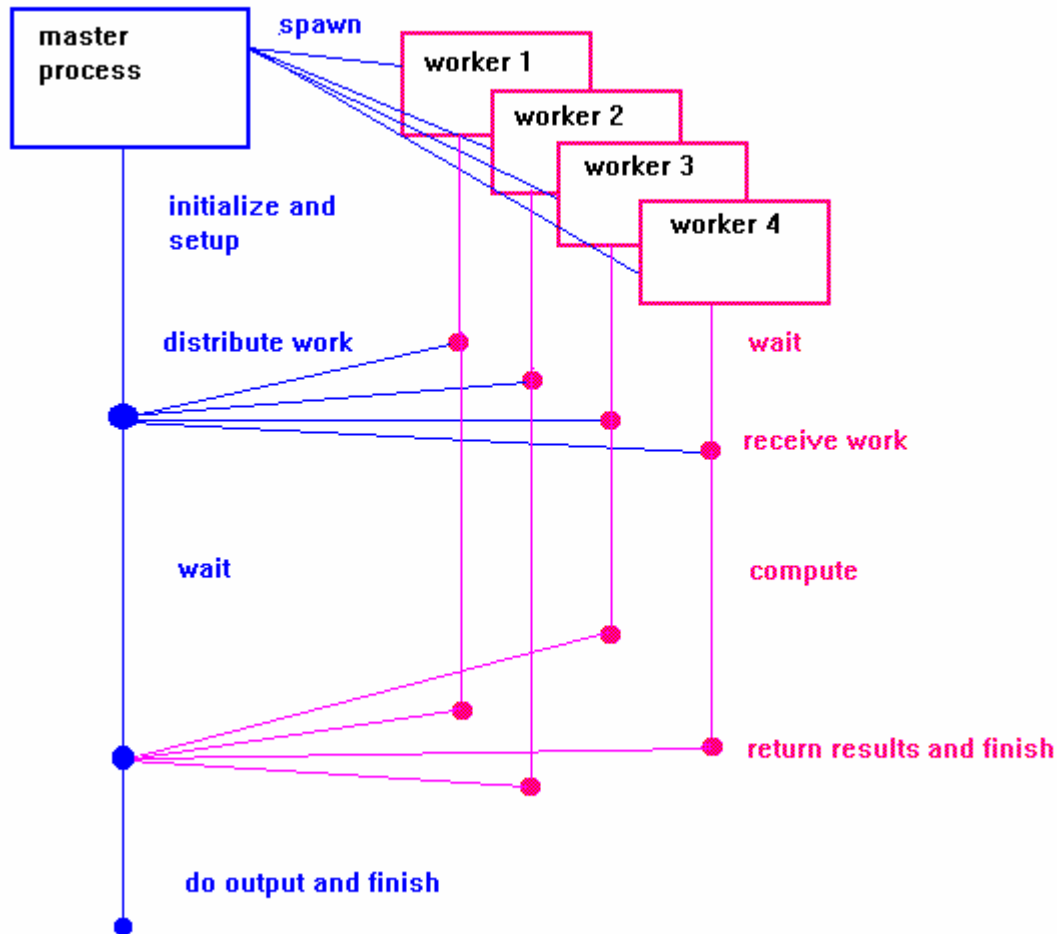 master
process
spawn
worker 1
worker 2
worker 3
worker 4
initialize and
setup
distribute work
wait
receive work
wait
compute
return results and finish
do output and finish